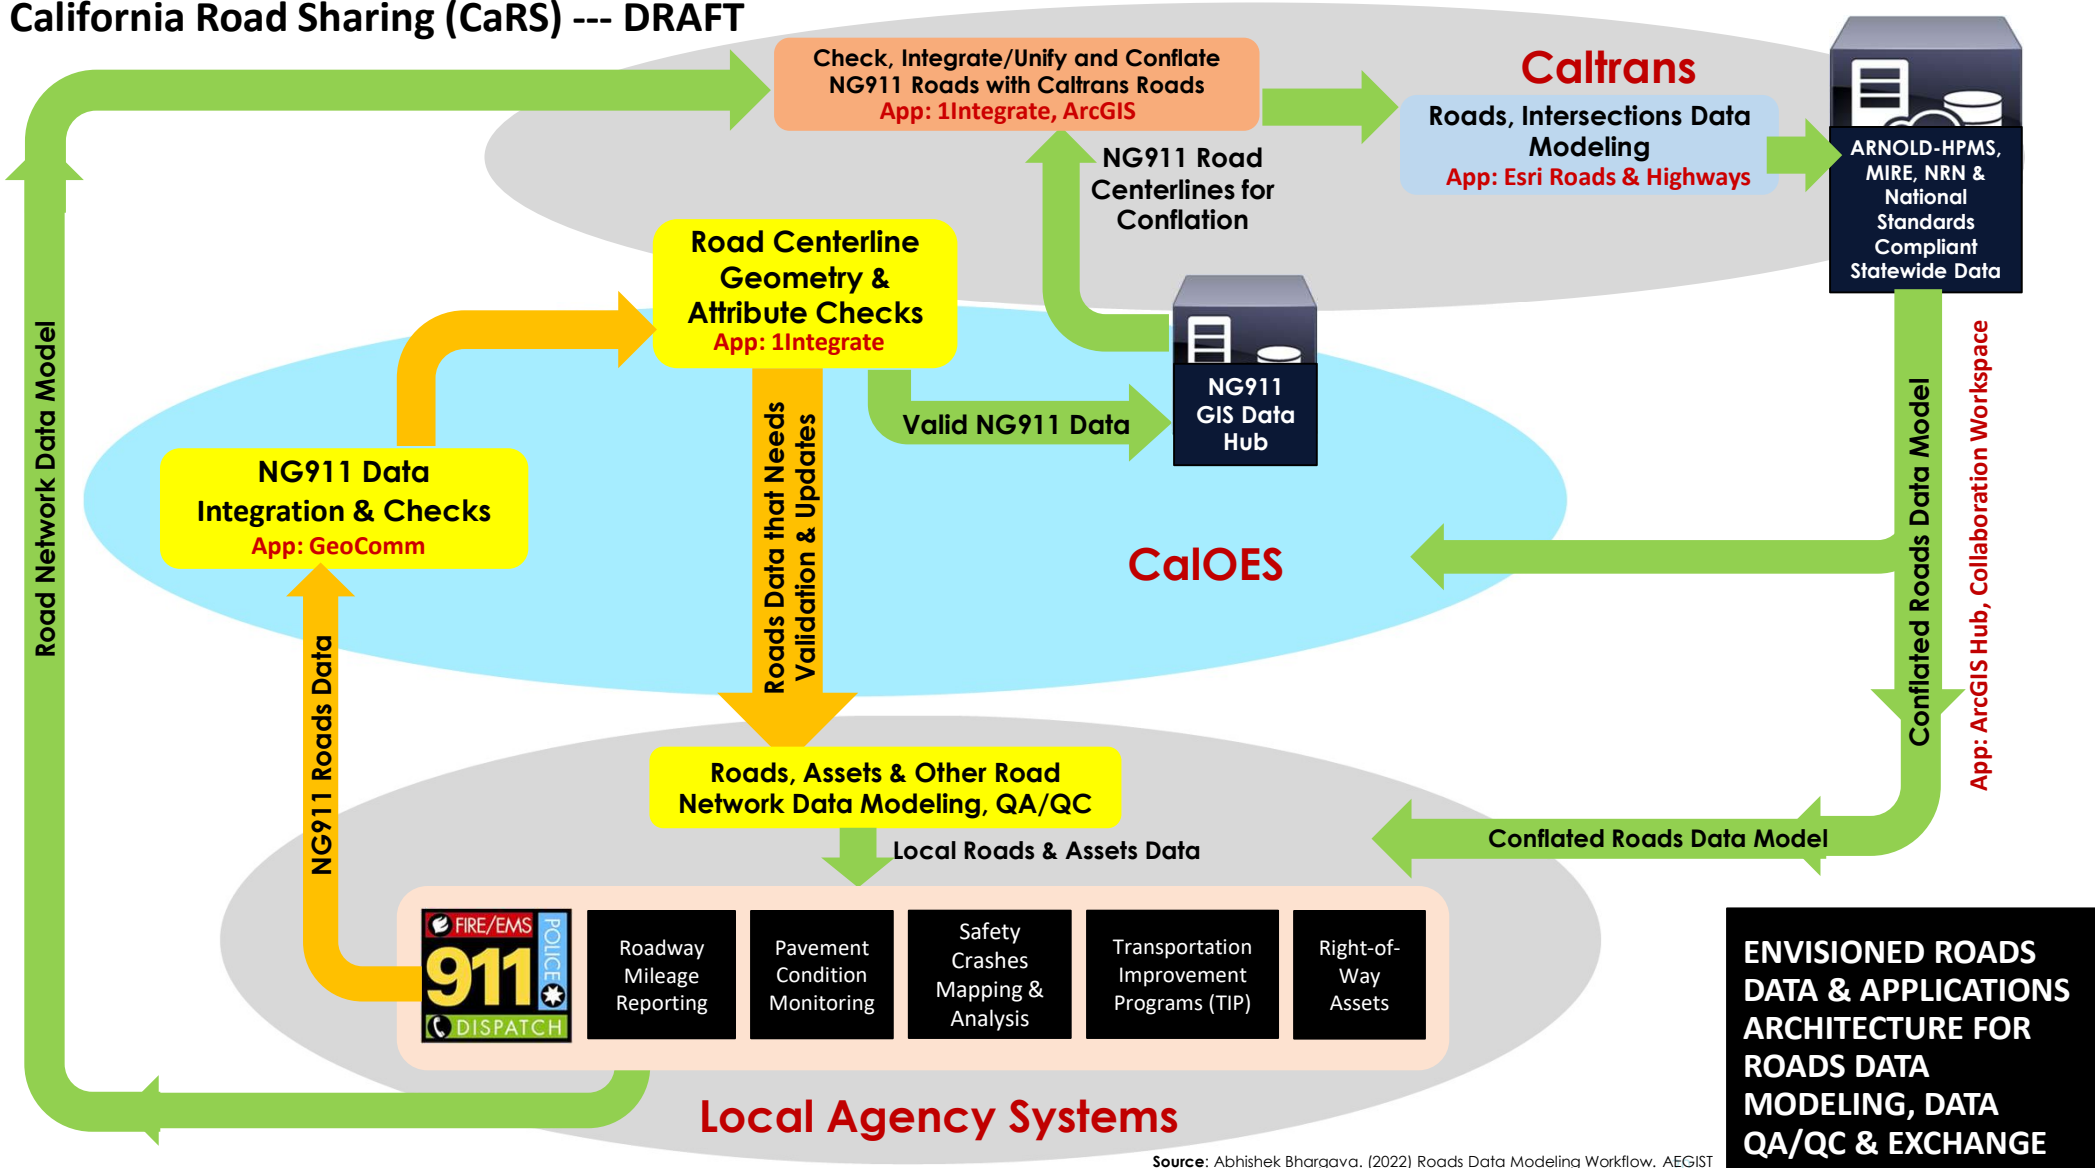 California Road Sharing (CaRS) --- DRAFT
Check, Integrate/Unify and Conflate
NG911 Roads with Caltrans Roads
App: 1Integrate, ArcGIS
Caltrans
Roads, Intersections Data
Modeling
App: Esri Roads & Highways
ARNOLD-HPMS,
MIRE, NRN &
National
Standards
Compliant
Statewide Data
NG911 Road
Centerlines for
Conflation
Road Centerline
Geometry &
Attribute Checks
App: 1Integrate
NG911
GIS Data
Hub
Valid NG911 Data
NG911 Data
Integration & Checks
App: GeoComm
CalOES
Road Network Data Model
NG911 Roads Data
Roads Data that Needs
Validation & Updates
Conflated Roads Data Model
App: ArcGIS Hub, Collaboration Workspace
Roads, Assets & Other Road
Network Data Modeling, QA/QC
Local Roads & Assets Data
Conflated Roads Data Model
FIRE/EMS
POLICE
911
DISPATCH
Roadway
Mileage
Reporting
Pavement
Condition
Monitoring
Safety
Crashes
Mapping &
Analysis
Transportation
Improvement
Programs (TIP)
Right-of-
Way
Assets
Local Agency Systems
ENVISIONED ROADS
DATA & APPLICATIONS
ARCHITECTURE FOR
ROADS DATA
MODELING, DATA
QA/QC & EXCHANGE
Source: Abhishek Bhargava. (2022) Roads Data Modeling Workflow. AEGIST